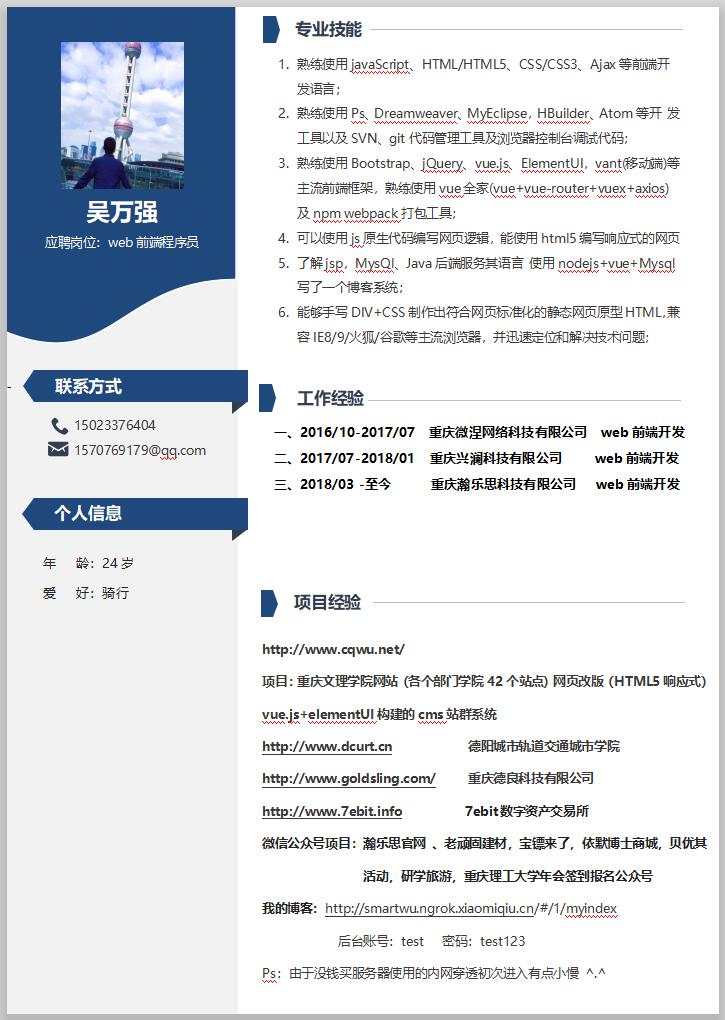 吴万强
应聘岗位：web 前端程序员
联系方式
15023376404
1570769179@qq.com
个人信息
年 龄：24 岁
爱 好：骑行
专业技能
1. 熟练使用 javaScript、HTML/HTML5、CSS/CSS3、Ajax 等前端开
发语言；
2. 熟练使用 Ps、Dreamweaver、MyEclipse，HBuilder、Atom 等开 发
工具以及 SVN、git 代码管理工具及浏览器控制台调试代码；
3. 熟练使用 Bootstrap、jQuery、vue.js、ElementUI，vant(移动端)等
主流前端框架，熟练使用 vue 全家(vue+vue-router+vuex+axios)
及 npm webpack 打包工具；
4. 可以使用 js 原生代码编写网页逻辑，能使用 html5 编写响应式的网页
5. 了解 jsp，MysQl、Java 后端服务其语言 使用 nodejs+vue+Mysql
写了一个博客系统；
6. 能够手写 DIV+CSS 制作出符合网页标准化的静态网页原型 HTML,兼
容 IE8/9/火狐/谷歌等主流浏览器，并迅速定位和解决技术问题；
工作经验
一、2016/10-2017/07 重庆微涅网络科技有限公司 web 前端开发
二、2017/07-2018/01 重庆兴澜科技有限公司 web 前端开发
三、2018/03 -至今 重庆瀚乐思科技有限公司 web 前端开发
项目经验
http://www.cqwu.net/
项目：重庆文理学院网站（各个部门学院 42 个站点）网页改版（HTML5 响应式）
vue.js+elementUI 构建的 cms 站群系统
http://www.dcurt.cn 德阳城市轨道交通城市学院
http://www.goldsling.com/ 重庆德良科技有限公司
http://www.7ebit.info 7ebit 数字资产交易所
微信公众号项目：瀚乐思官网 、老顽固建材，宝镖来了，依默博士商城，贝优其
活动，研学旅游，重庆理工大学年会签到报名公众号
我的博客：http://smartwu.ngrok.xiaomiqiu.cn/#/1/myindex
后台账号：test 密码：test123
Ps：由于没钱买服务器使用的内网穿透初次进入有点小慢 ^.^